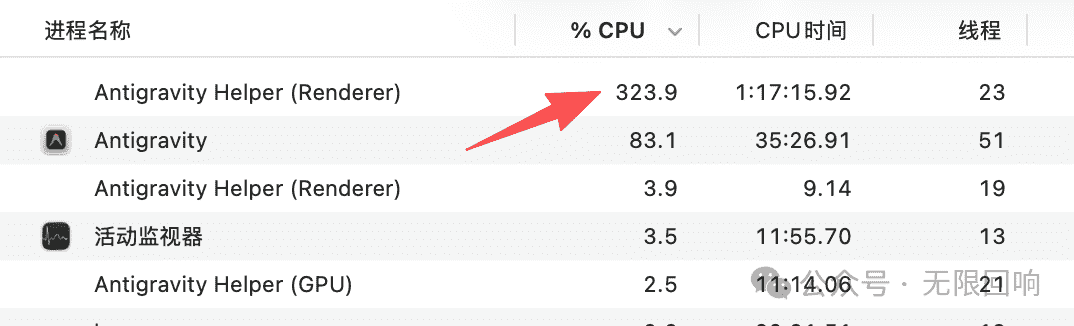 进程名称 % CPU CPU时间 线程
Antigravity Helper (Renderer) 323.9 1:17:15.92 23
Antigravity 83.1 35:26.91 51
Antigravity Helper (Renderer) 3.9 9.14 19
活动监视器 3.5 11:55.70 13
Antigravity Helper (GPU) 2.5 11:14.06 21
公众号 · 无限回响